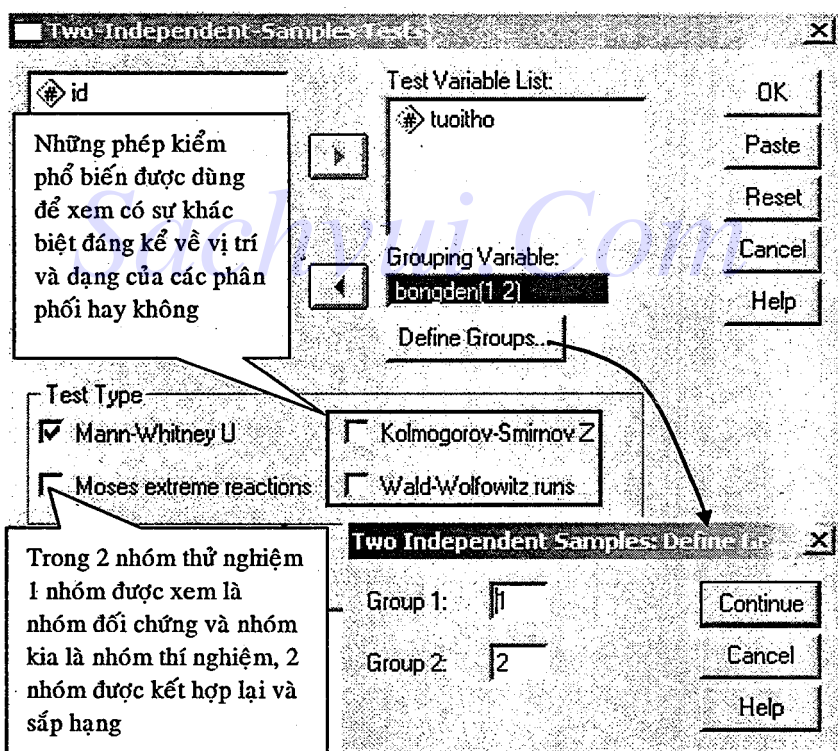 Two-Independent-Samples Tests
id
Test Variable List:
tuoitho
OK
Paste
Reset
Cancel
Help
Những phép kiểm
phổ biến được dùng
để xem có sự khác
biệt đáng kể về vị trí
và dạng của các phân
phối hay không
Grouping Variable:
bongden(1 2)
Define Groups...
Sachvui.Com
Test Type
Mann-Whitney U
Kolmogorov-Smirnov Z
Moses extreme reactions
Wald-Wolfowitz runs
Trong 2 nhóm thử nghiệm
1 nhóm được xem là
nhóm đối chứng và nhóm
kia là nhóm thí nghiệm, 2
nhóm được kết hợp lại và
sắp hạng
Two Independent Samples: Define Gr
Group 1: 1
Group 2: 2
Continue
Cancel
Help